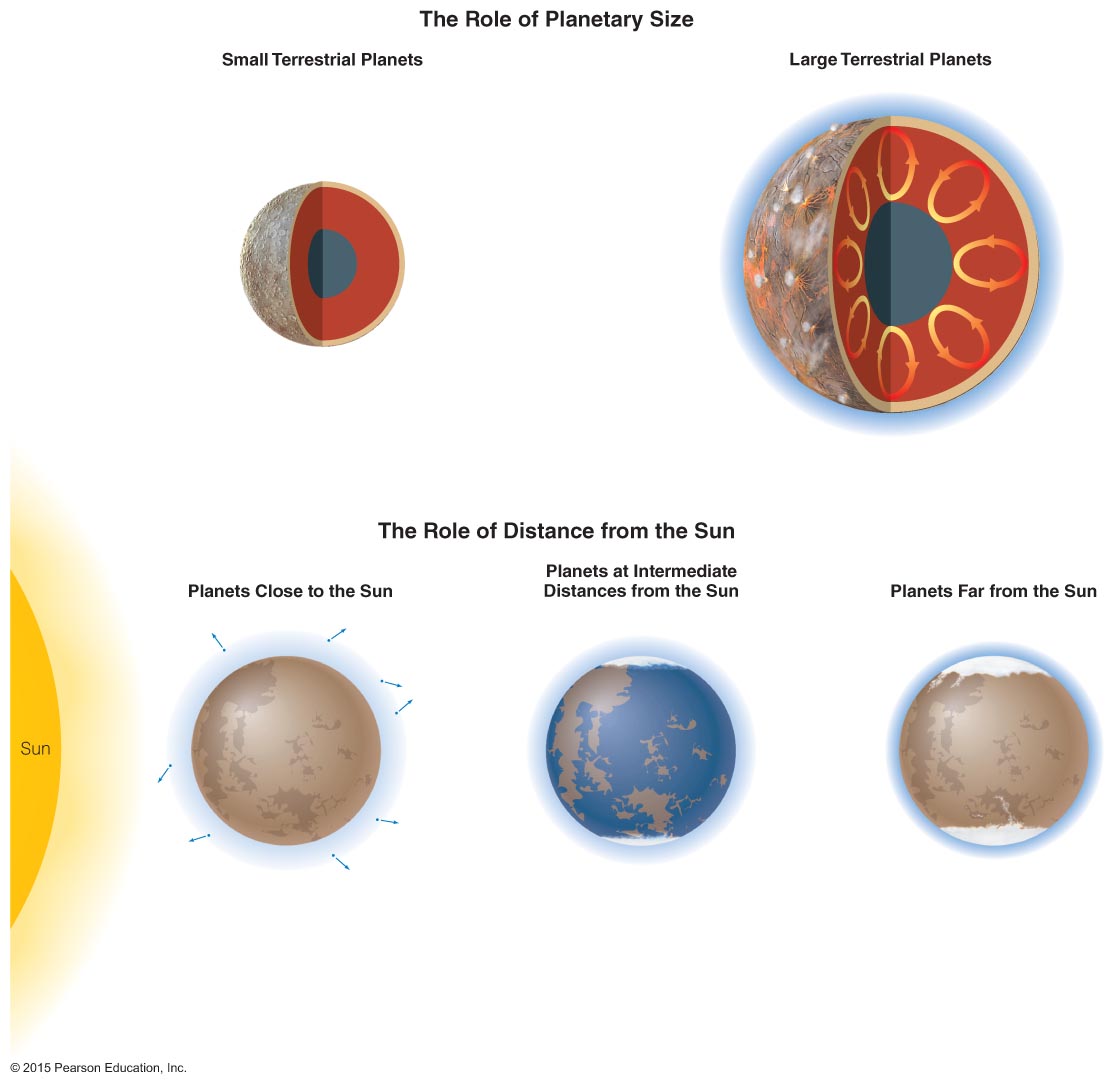 The Role of Planetary Size
Small Terrestrial Planets
Large Terrestrial Planets
The Role of Distance from the Sun
Planets Close to the Sun
Planets at Intermediate
Distances from the Sun
Planets Far from the Sun
Sun
© 2015 Pearson Education, Inc.